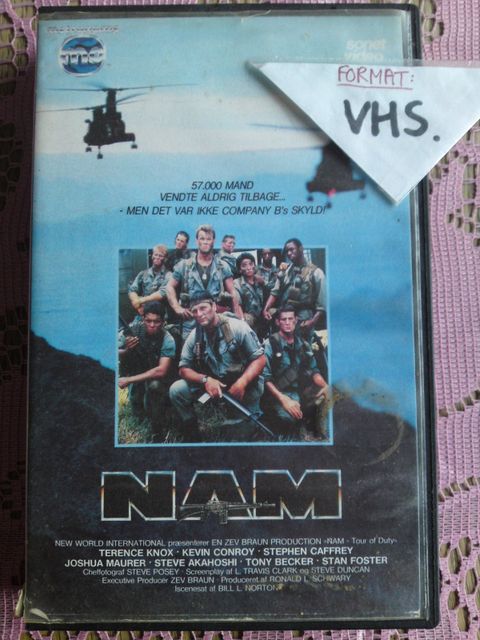 sonet
video
FORMAT:
VHS.
57.000 MAND
VENDTE ALDRIG TILBAGE...
- MEN DET VAR IKKE COMPANY B's SKYLD!
NAM
NEW WORLD INTERNATIONAL præsenterer EN ZEV BRAUN PRODUCTION »NAM - Tour of Duty«
TERENCE KNOX · KEVIN CONROY · STEPHEN CAFFREY
JOSHUA MAURER · STEVE AKAHOSHI · TONY BECKER · STAN FOSTER
Cheffotograf STEVE POSEY · Screenplay af L. TRAVIS CLARK og STEVE DUNCAN
Executive Producer ZEV BRAUN · Produceret af RONALD L. SCHWARY
Iscenesat af BILL L. NORTON